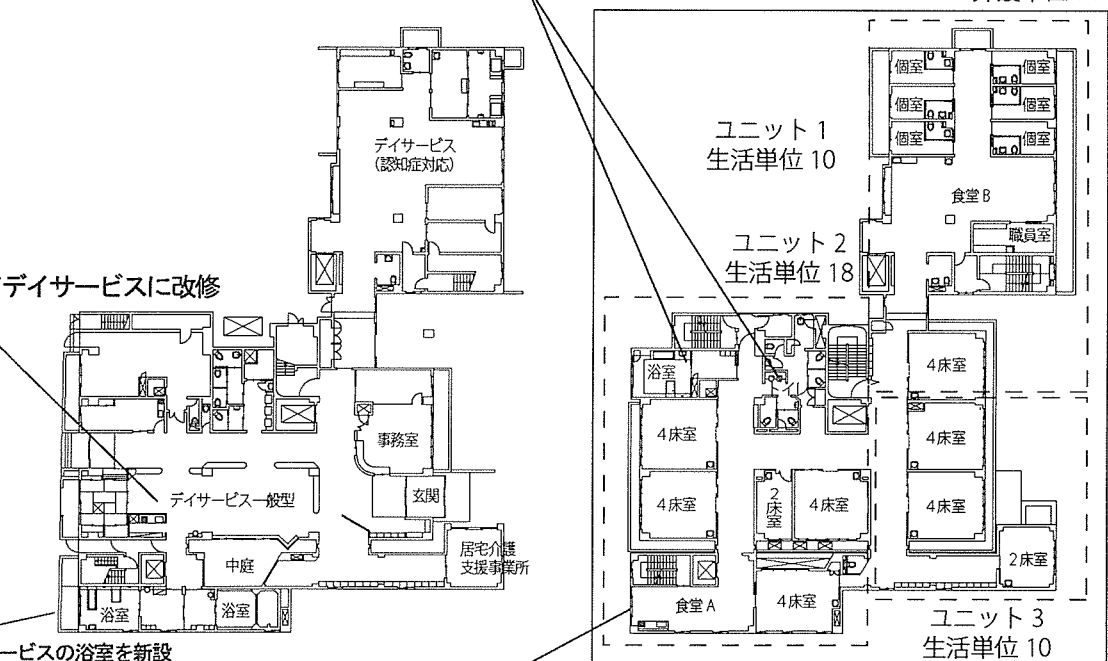 デイサービス
(認知症対応)
デイサービスに改修
事務室
玄関
デイサービス一般型
中庭
居宅介護
支援事業所
浴室
浴室
ービスの浴室を新設
個室
個室
個室
個室
個室
個室
ユニット 1
生活単位 10
食堂 B
職員室
ユニット 2
生活単位 18
浴室
4床室
4床室
4床室
4床室
4床室
2床室
4床室
4床室
2床室
食堂 A
4床室
ユニット 3
生活単位 10